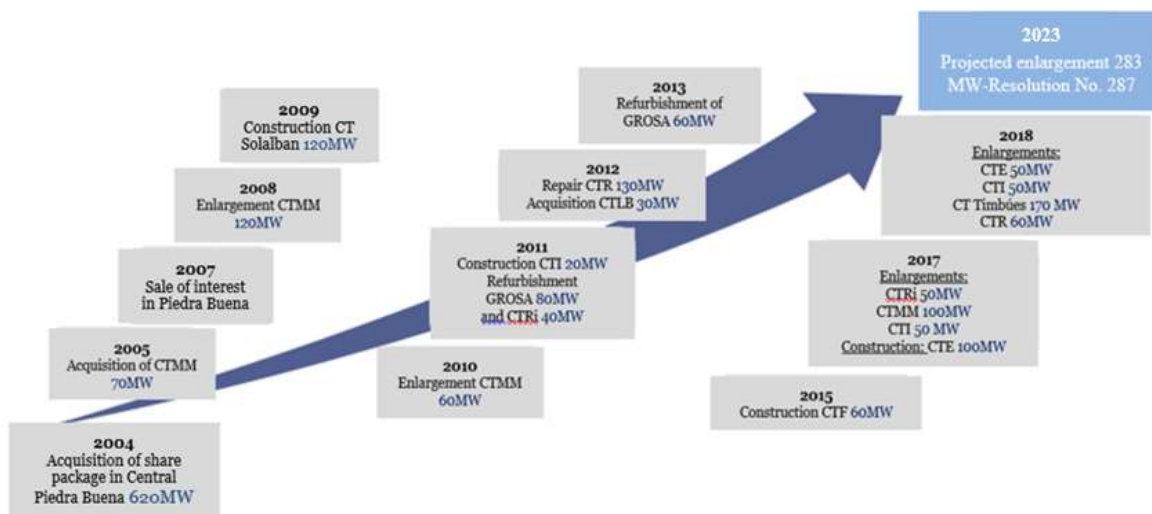 2004
Acquisition of share
package in Central
Piedra Buena 620MW
2005
Acquisition of CTMM
70MW
2007
Sale of interest
in Piedra Buena
2008
Enlargement CTMM
120MW
2009
Construction CT
Solalban 120MW
2010
Enlargement CTMM
60MW
2011
Construction CTI 20MW
Refurbishment
GROSA 80MW
and CTRi 40MW
2012
Repair CTR 130MW
Acquisition CTLB 30MW
2013
Refurbishment of
GROSA 60MW
2015
Construction CTF 60MW
2017
Enlargements:
CTRi 50MW
CTMM 100MW
CTI 50 MW
Construction: CTE 100MW
2018
Enlargements:
CTE 50MW
CTI 50MW
CT Timbúes 170 MW
CTR 60MW
2023
Projected enlargement 283
MW-Resolution No. 287